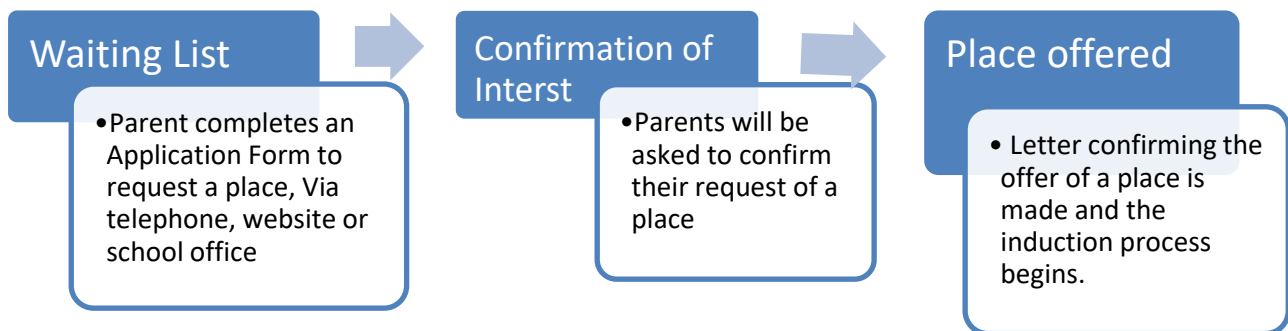 Waiting List
•Parent completes an
Application Form to
request a place, Via
telephone, website or
school office
Confirmation of
Interst
•Parents will be
asked to confirm
their request of a
place
Place offered
• Letter confirming the
offer of a place is
made and the
induction process
begins.